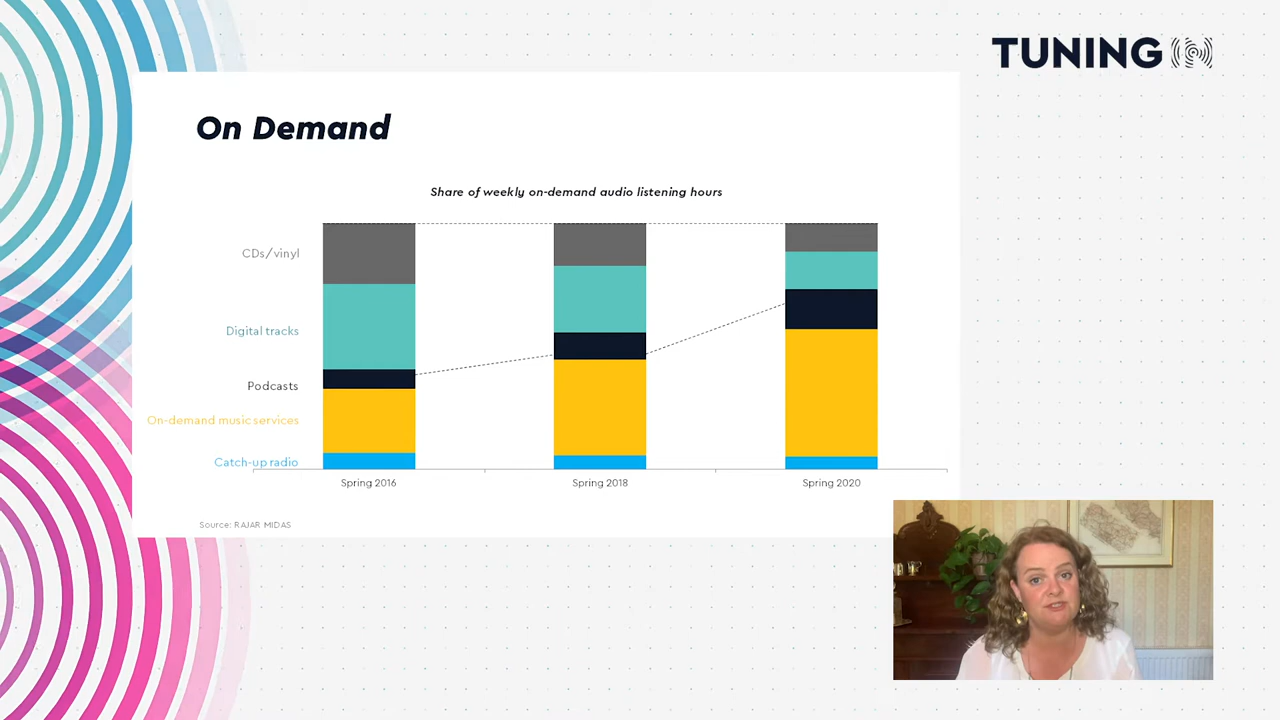 TUNING IN
On Demand
Share of weekly on-demand audio listening hours
CDs/vinyl
Digital tracks
Podcasts
On-demand music services
Catch-up radio
Spring 2016
Spring 2018
Spring 2020
Source: RAJAR MIDAS